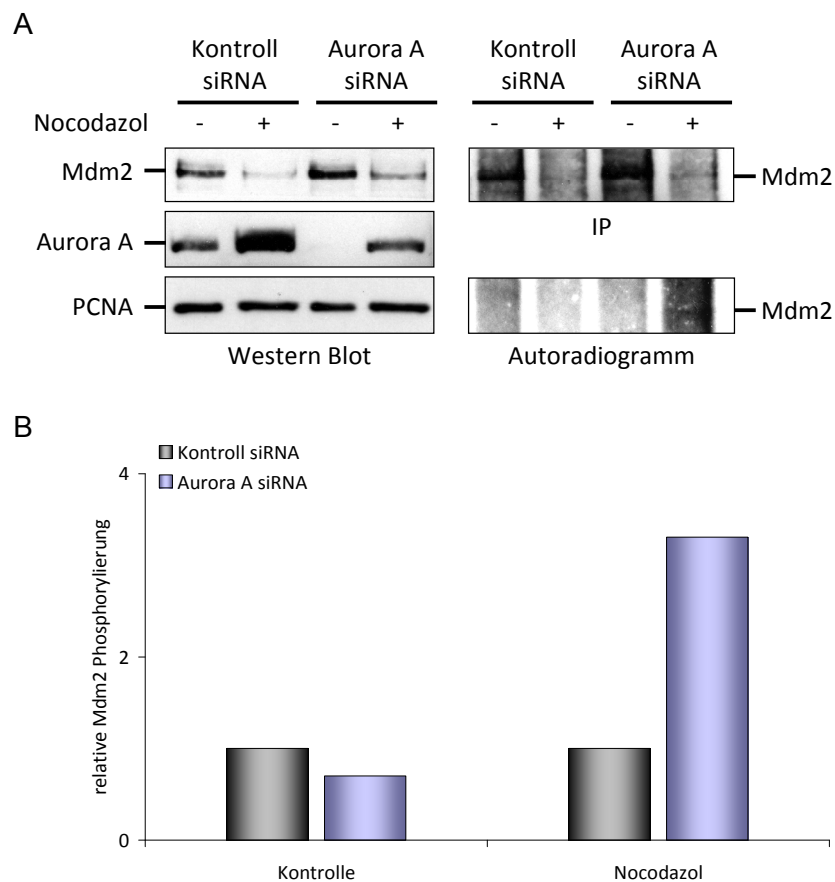 A
Kontroll siRNA Aurora A siRNA Kontroll siRNA Aurora A siRNA
Nocodazol - + - + - + - +
Mdm2 Mdm2
IP
Aurora A
PCNA Mdm2
Western Blot Autoradiogramm
B
Kontroll siRNA
Aurora A siRNA
relative Mdm2 Phosphorylierung
4
2
0
Kontrolle Nocodazol